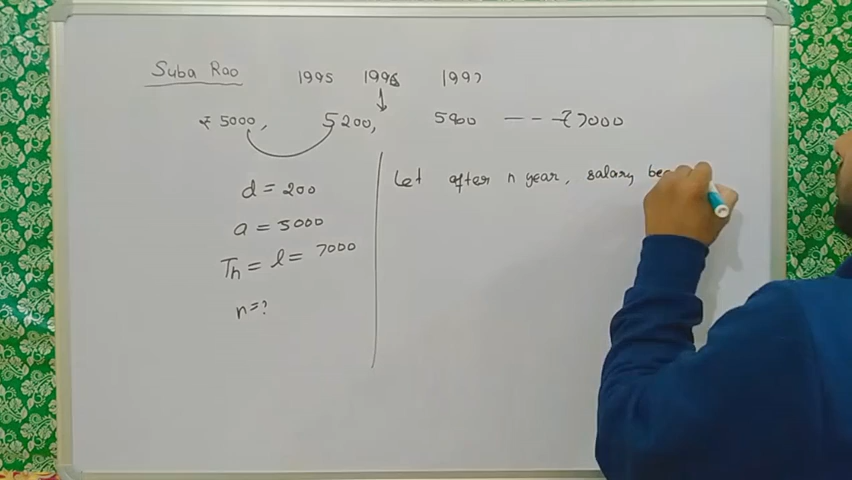 Suba Rao 1995 1996 1997
₹ 5000, 5200, 5400 - - - ₹ 7000
d = 200
a = 5000
Tn = l = 7000
n = ?
Let after n year, salary be